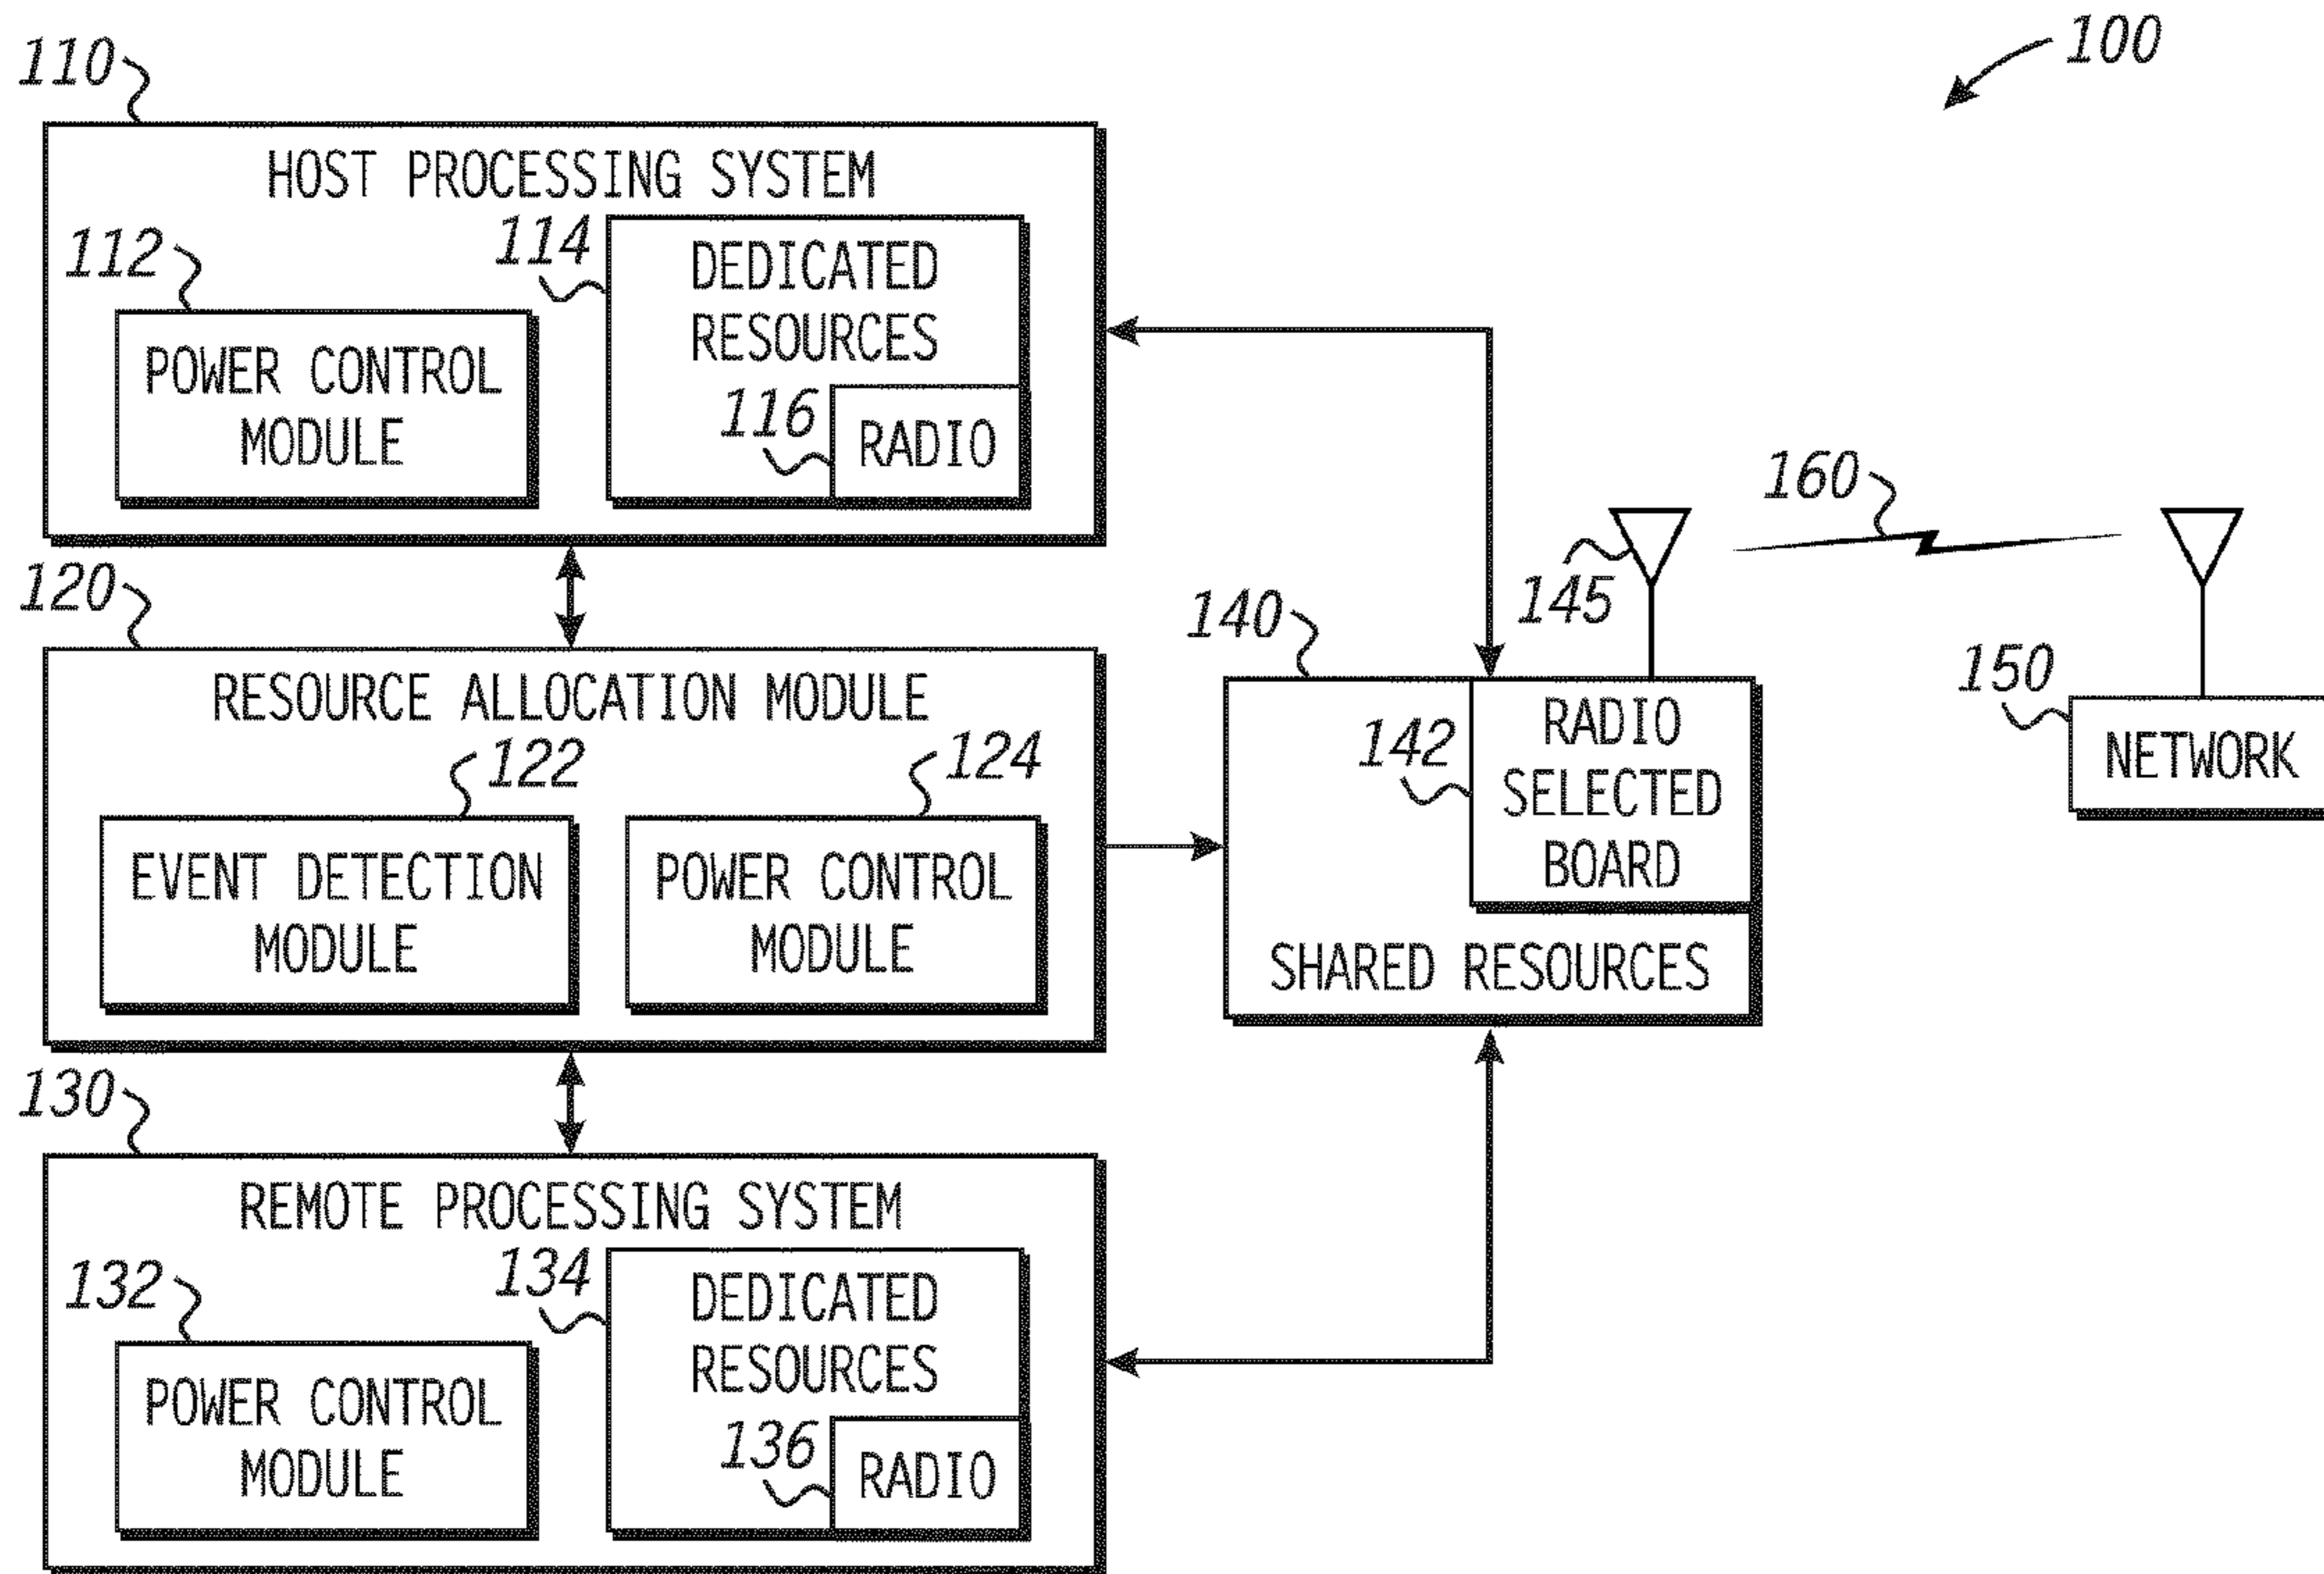 100
110
HOST PROCESSING SYSTEM
112
114
DEDICATED
RESOURCES
POWER CONTROL
MODULE
116
RADIO
160
145
120
140
150
RESOURCE ALLOCATION MODULE
122
124
142
RADIO
SELECTED
BOARD
NETWORK
EVENT DETECTION
MODULE
POWER CONTROL
MODULE
SHARED RESOURCES
130
REMOTE PROCESSING SYSTEM
132
134
DEDICATED
RESOURCES
POWER CONTROL
MODULE
136
RADIO